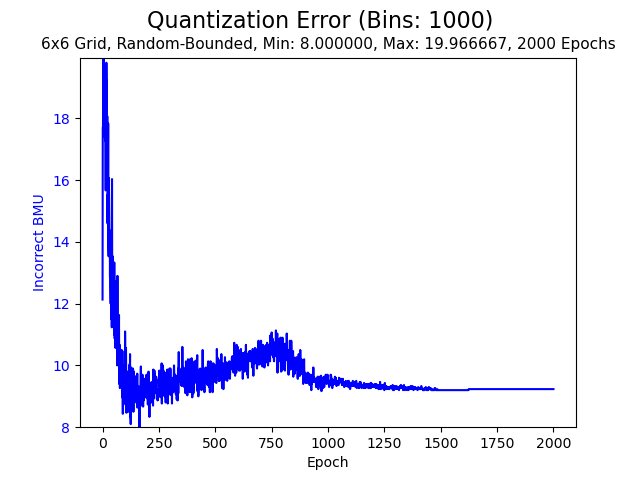 Quantization Error (Bins: 1000)
6x6 Grid, Random-Bounded, Min: 8.000000, Max: 19.966667, 2000 Epochs
18
16
14
12
10
8
Incorrect BMU
0 250 500 750 1000 1250 1500 1750 2000
Epoch